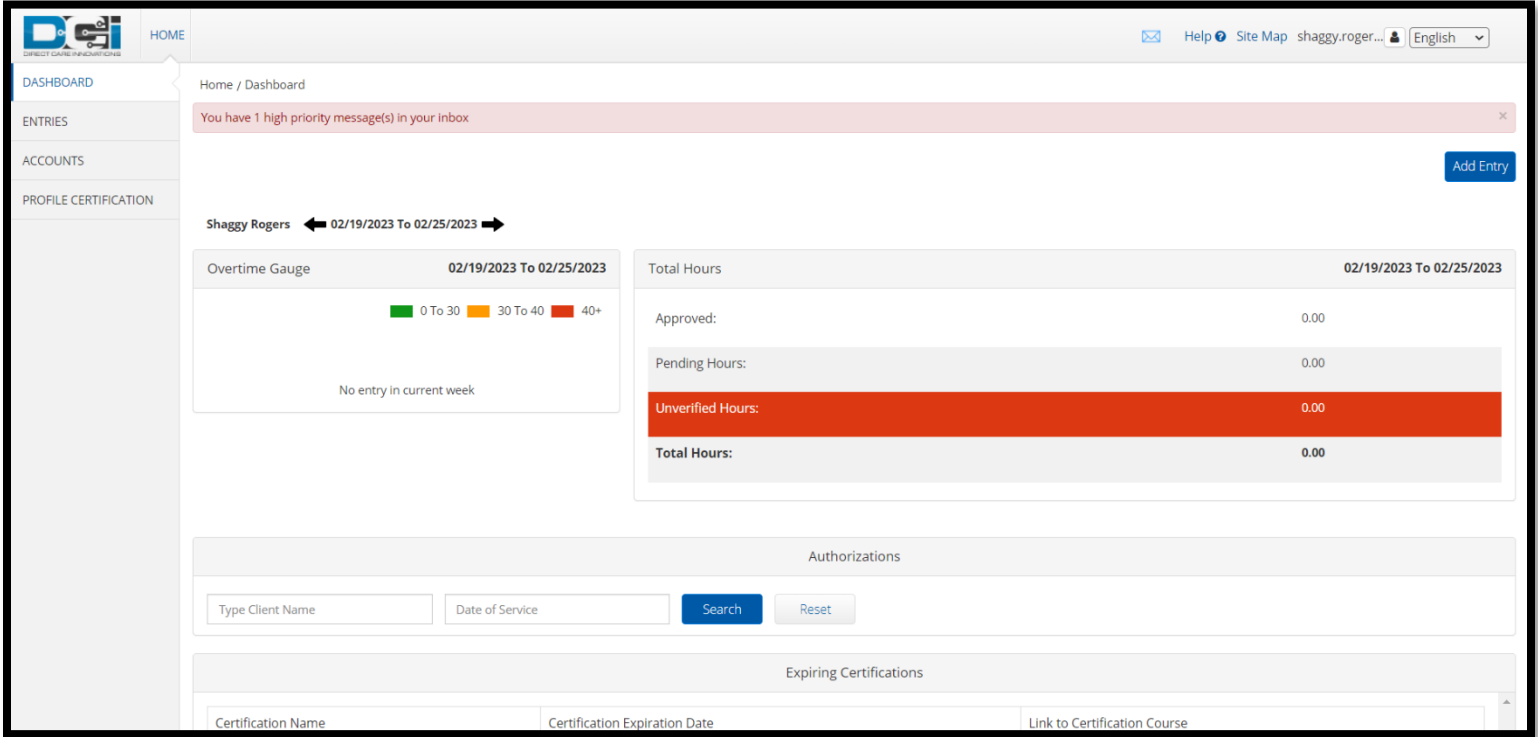 DCI
DIRECT CARE INNOVATIONS
HOME
Help Site Map shaggy.roger... English
DASHBOARD
ENTRIES
ACCOUNTS
PROFILE CERTIFICATION
Home / Dashboard
You have 1 high priority message(s) in your inbox ×
Add Entry
Shaggy Rogers 02/19/2023 To 02/25/2023
Overtime Gauge 02/19/2023 To 02/25/2023
0 To 30 30 To 40 40+
No entry in current week
Total Hours 02/19/2023 To 02/25/2023
Approved: 0.00
Pending Hours: 0.00
Unverified Hours: 0.00
Total Hours: 0.00
Authorizations
Type Client Name Date of Service Search Reset
Expiring Certifications
Certification Name Certification Expiration Date Link to Certification Course